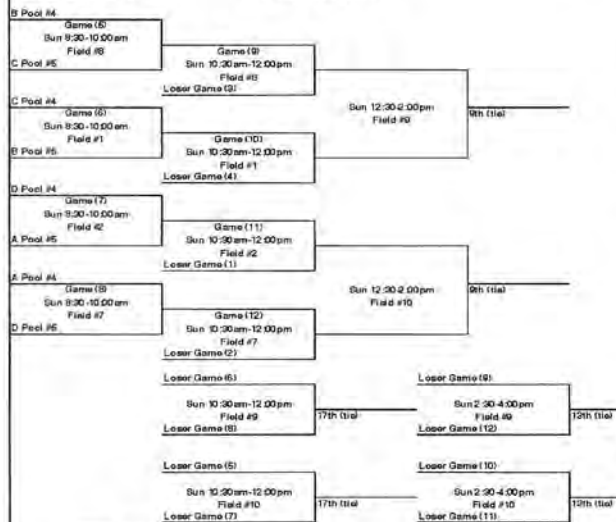 B Pool #4
Game (5)
Sun 8:30-10:00am
Field #8
C Pool #5
Game (9)
Sun 10:30am-12:00pm
Field #8
Loser Game (3)
C Pool #4
Game (6)
Sun 8:30-10:00am
Field #1
B Pool #5
Game (10)
Sun 10:30am-12:00pm
Field #1
Loser Game (4)
Sun 12:30-2:00pm
Field #9
9th (tie)
D Pool #4
Game (7)
Sun 8:30-10:00am
Field #2
A Pool #5
Game (11)
Sun 10:30am-12:00pm
Field #2
Loser Game (1)
A Pool #4
Game (8)
Sun 8:30-10:00am
Field #7
D Pool #5
Game (12)
Sun 10:30am-12:00pm
Field #7
Loser Game (2)
Sun 12:30-2:00pm
Field #10
9th (tie)
Loser Game (6)
Sun 10:30am-12:00pm
Field #9
Loser Game (8)
17th (tie)
Loser Game (9)
Sun 2:30-4:00pm
Field #9
Loser Game (12)
13th (tie)
Loser Game (5)
Sun 10:30am-12:00pm
Field #10
Loser Game (7)
17th (tie)
Loser Game (10)
Sun 2:30-4:00pm
Field #10
Loser Game (11)
13th (tie)